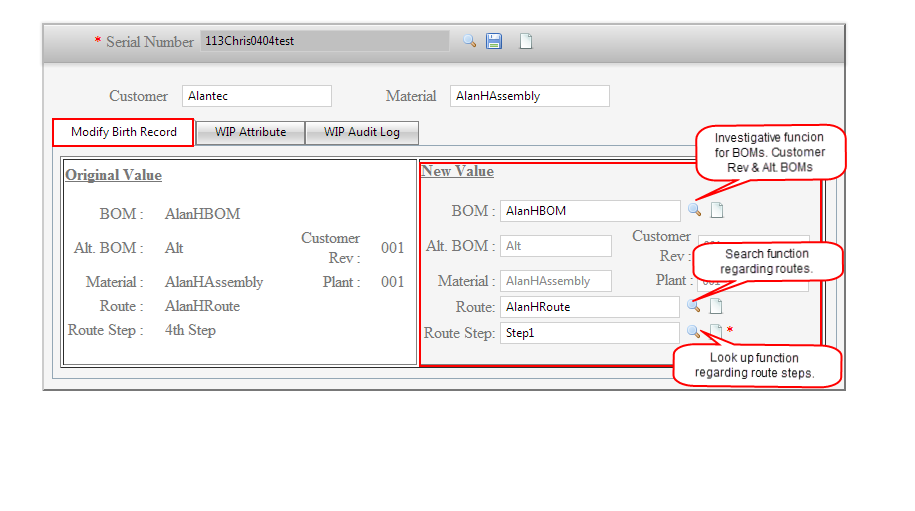 * Serial Number 113Chris0404test
Customer Alantec Material AlanHAssembly
Modify Birth Record WIP Attribute WIP Audit Log
Investigative funcion
for BOMs. Customer
Rev & Alt. BOMs
Original Value
BOM : AlanHBOM
Alt. BOM : Alt Customer
Rev : 001
Material : AlanHAssembly Plant : 001
Route : AlanHRoute
Route Step : 4th Step
New Value
BOM : AlanHBOM
Alt. BOM : Alt Customer
Rev :
Material : AlanHAssembly Plant : 001
Route: AlanHRoute
Route Step: Step1 *
Search function
regarding routes.
Look up function
regarding route steps.